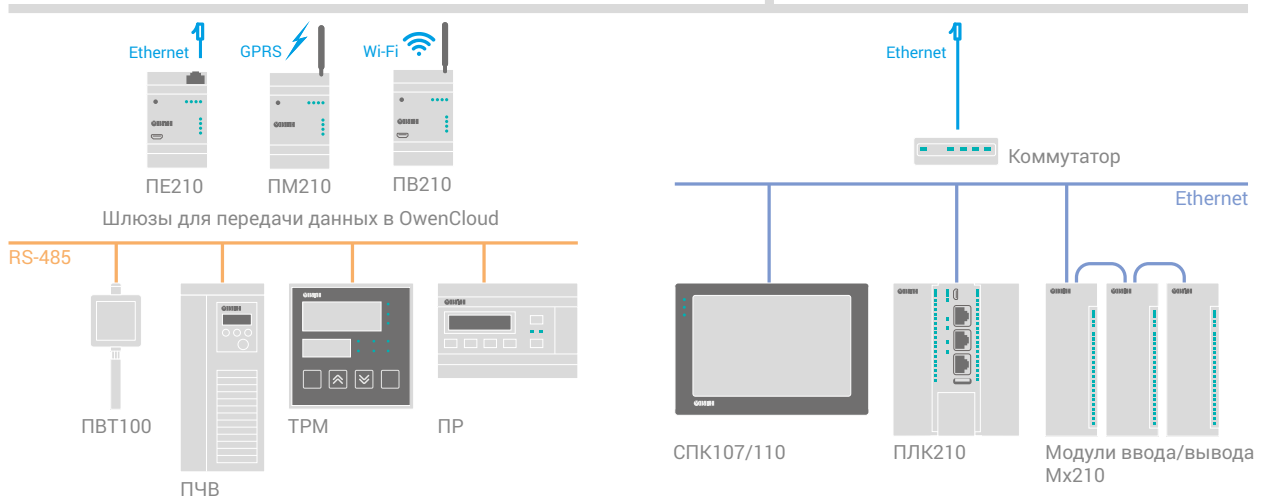 Ethernet
GPRS
Wi-Fi
Ethernet
Коммутатор
ПЕ210
ПМ210
ПВ210
Шлюзы для передачи данных в OwenCloud
Ethernet
RS-485
ПВТ100
ПЧВ
ТРМ
ПР
СПК107/110
ПЛК210
Модули ввода/вывода
Мх210